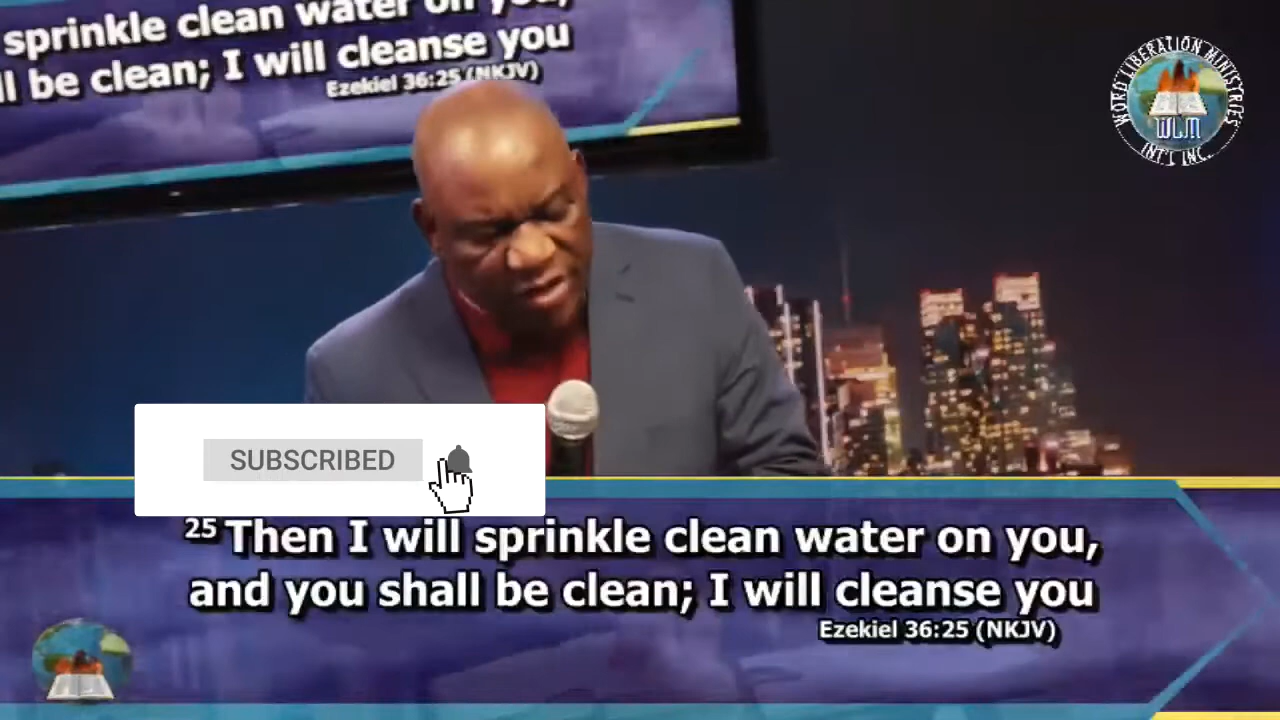 sprinkle clean water on you,
ll be clean; I will cleanse you
Ezekiel 36:25 (NKJV)
WORD LIBERATION MINISTRIES
WLM
INT'L INC.
SUBSCRIBED
25 Then I will sprinkle clean water on you,
and you shall be clean; I will cleanse you
Ezekiel 36:25 (NKJV)